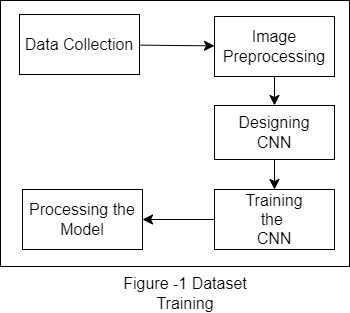 Data Collection
Image
Preprocessing
Designing
CNN
Training
the
CNN
Processing the
Model
Figure -1 Dataset
Training